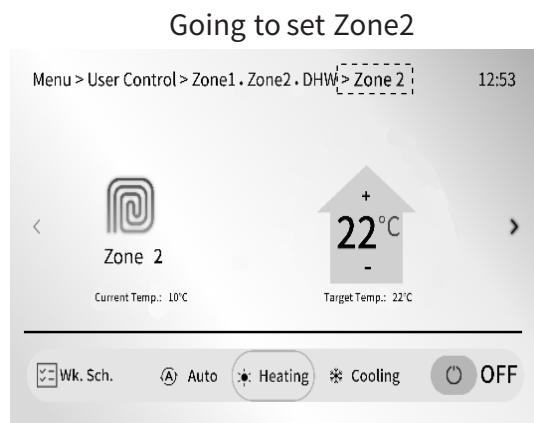 Going to set Zone2
Menu > User Control > Zone1 • Zone2 • DHW > Zone 2 12:53
+
22°C
-
Zone 2
Current Temp.: 10°C Target Temp.: 22°C
Wk. Sch. A Auto Heating Cooling OFF